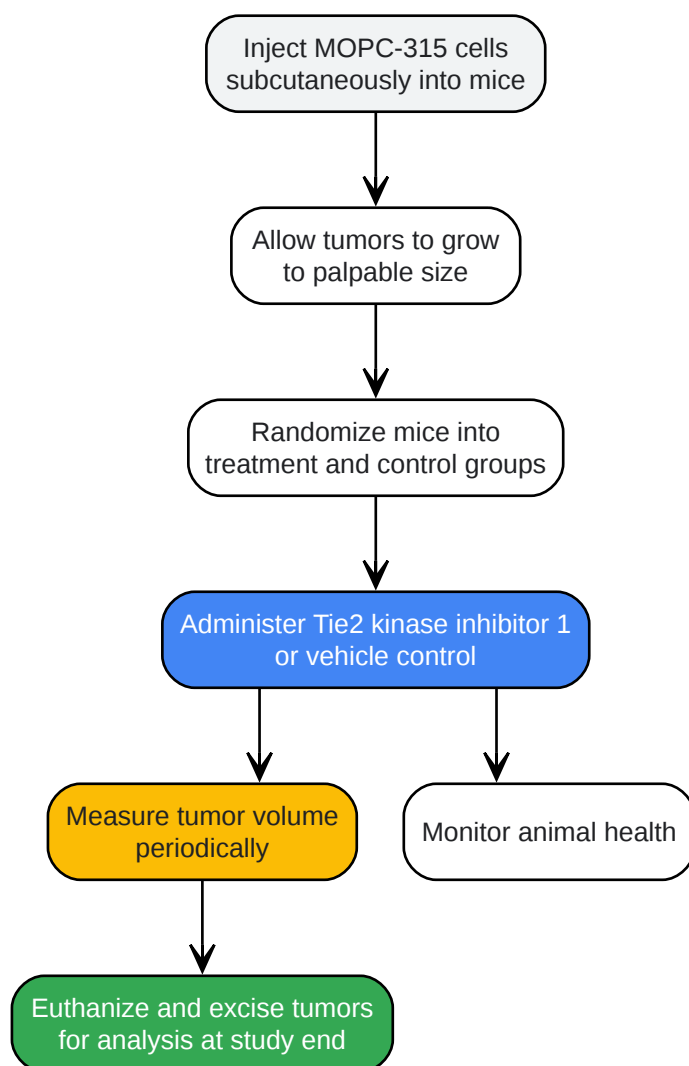 Inject MOPC-315 cells
subcutaneously into mice
Allow tumors to grow
to palpable size
Randomize mice into
treatment and control groups
Administer Tie2 kinase inhibitor 1
or vehicle control
Measure tumor volume
periodically
Monitor animal health
Euthanize and excise tumors
for analysis at study end